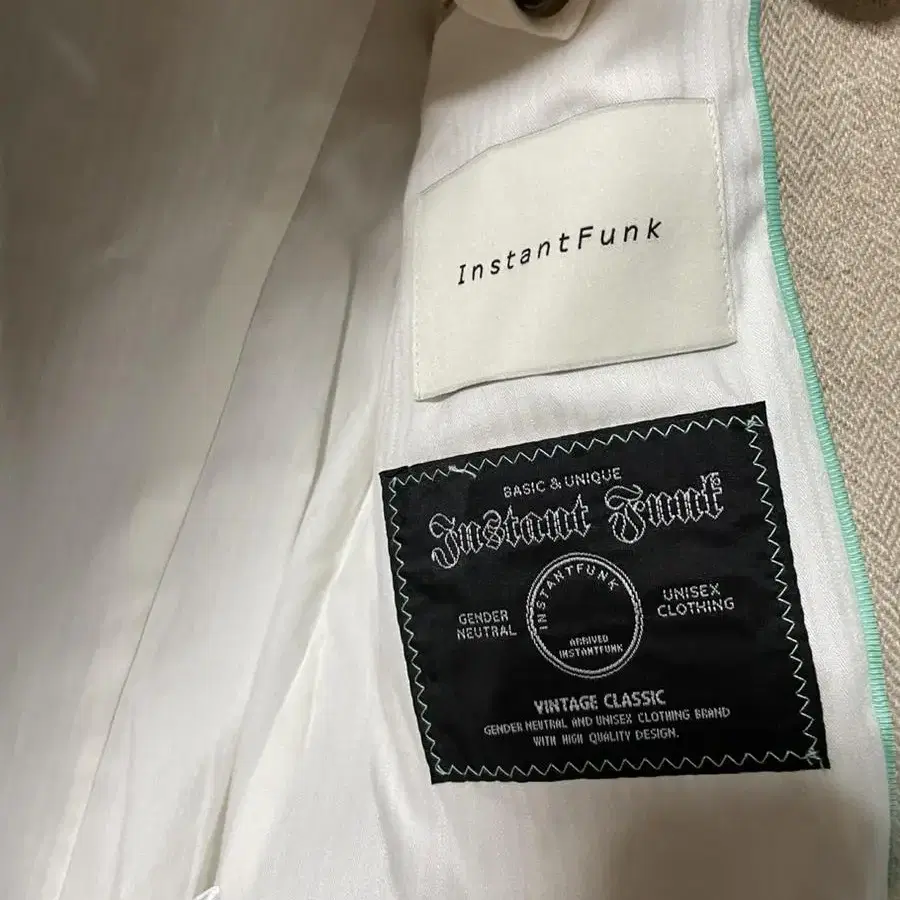 InstantFunk
BASIC & UNIQUE
Instant Funk
INSTANTFUNK
GENDER
NEUTRAL
ARRIVED
INSTANTFUNK
UNISEX
CLOTHING
VINTAGE CLASSIC
GENDER NEUTRAL AND UNISEX CLOTHING BRAND
WITH HIGH QUALITY DESIGN.